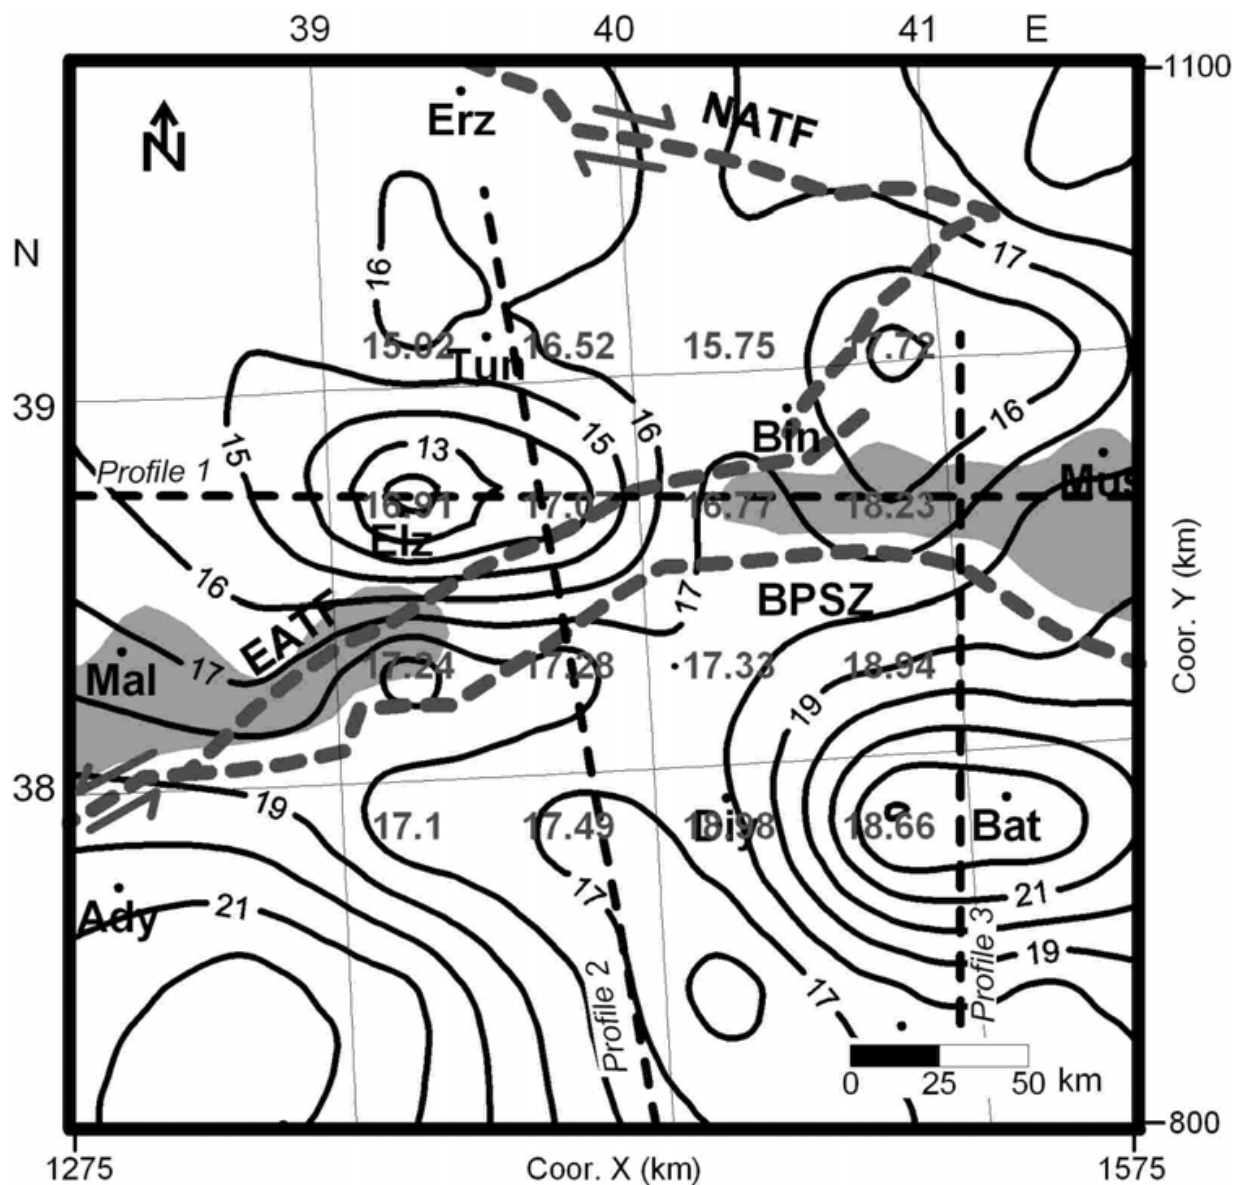 39 40 41 E
1100
Erz
NATF
N
N
17
16
15.02 16.52 15.75 17.72
Tun
39
16
15 15 16
13
Bin
Profile 1
Mus
16.91 17.07 16.77 18.23
Elz
16
17
BPSZ
EATF
Coor. Y (km)
17
17.24 17.28 17.33 18.94
Mal
19
38
19
17.1 17.49 18.98 18.66
Diy
Bat
17
21
Ady
21
19
Profile 3
Profile 2
17
0 25 50 km
800
1275 Coor. X (km) 1575